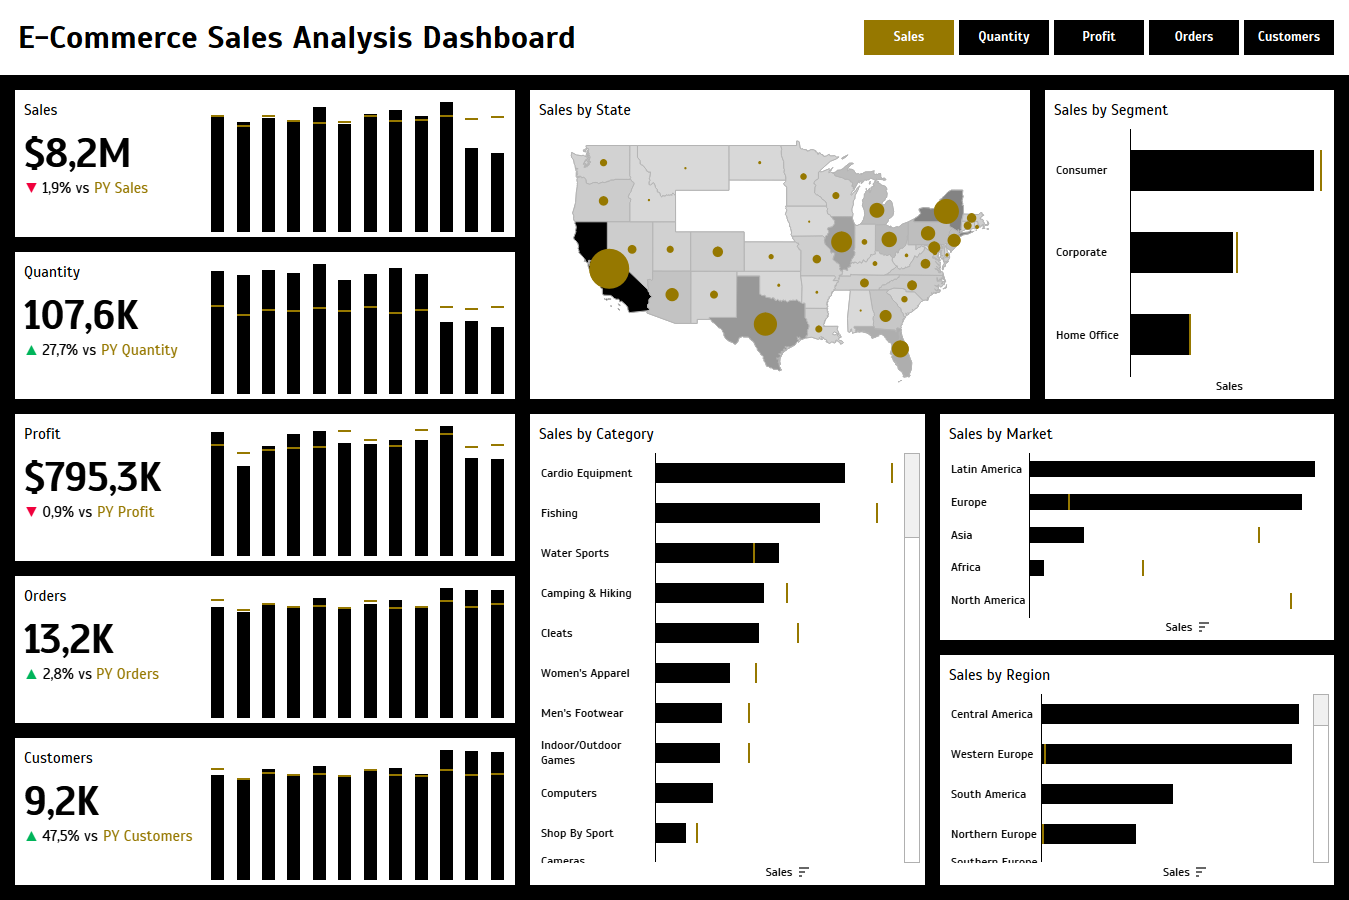 E-Commerce Sales Analysis Dashboard
Sales
Quantity
Profit
Orders
Customers
Sales
$8,2M
▼ 1,9% vs PY Sales
Quantity
107,6K
▲ 27,7% vs PY Quantity
Profit
$795,3K
▼ 0,9% vs PY Profit
Orders
13,2K
▲ 2,8% vs PY Orders
Customers
9,2K
▲ 47,5% vs PY Customers
Sales by State
Sales by Segment
Consumer
Corporate
Home Office
Sales
Sales by Category
Cardio Equipment
Fishing
Water Sports
Camping & Hiking
Cleats
Women's Apparel
Men's Footwear
Indoor/Outdoor
Games
Computers
Shop By Sport
Cameras
Sales
Sales by Market
Latin America
Europe
Asia
Africa
North America
Sales
Sales by Region
Central America
Western Europe
South America
Northern Europe
Southern Europe
Sales